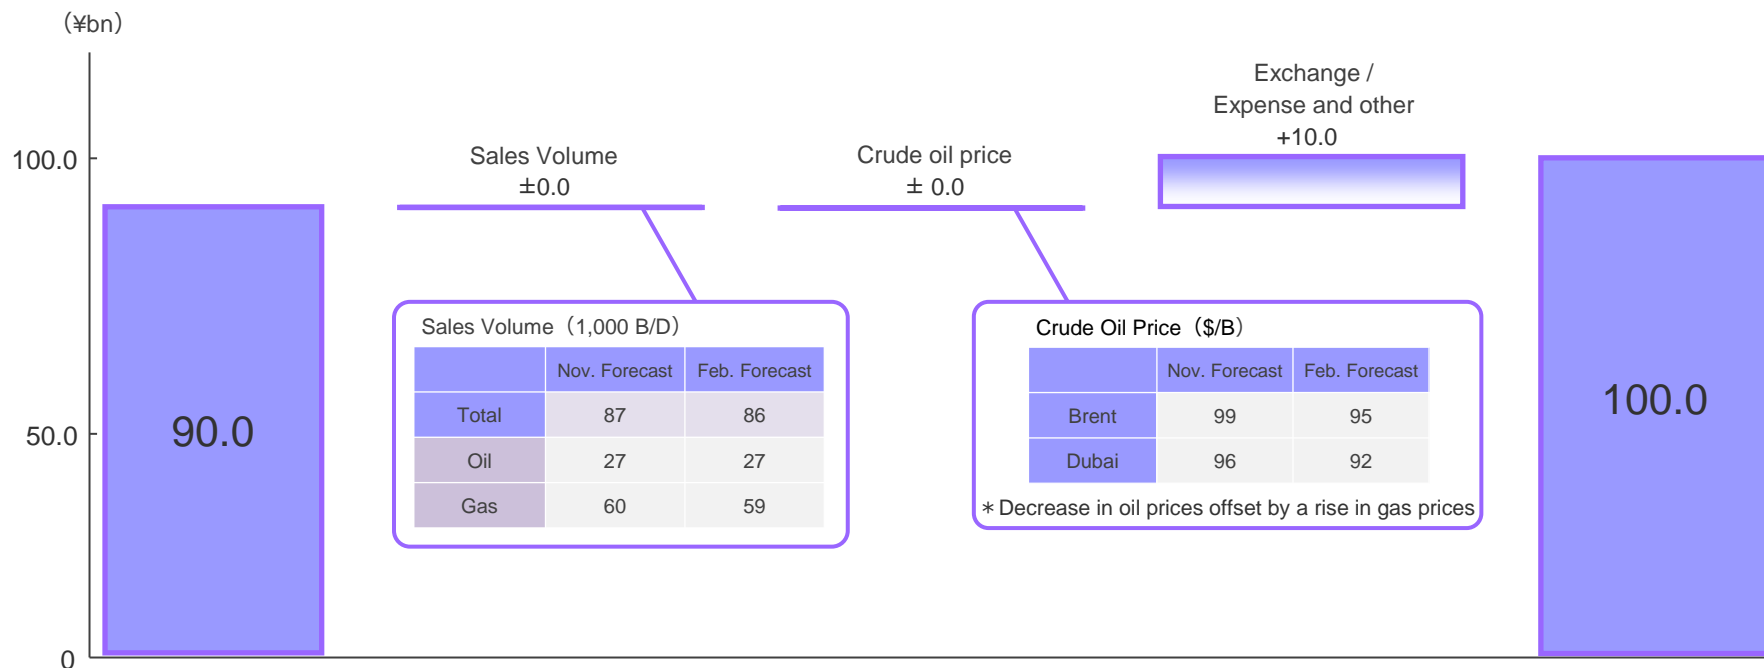 （¥bn）
Exchange /
Expense and other
+10.0
100.0
Sales Volume
±0.0
Crude oil price
± 0.0
Sales Volume（1,000 B/D）
Nov. Forecast Feb. Forecast
Total 87 86
Oil 27 27
Gas 60 59
Crude Oil Price（$/B）
Nov. Forecast Feb. Forecast
Brent 99 95
Dubai 96 92
＊Decrease in oil prices offset by a rise in gas prices
90.0
100.0
50.0
0